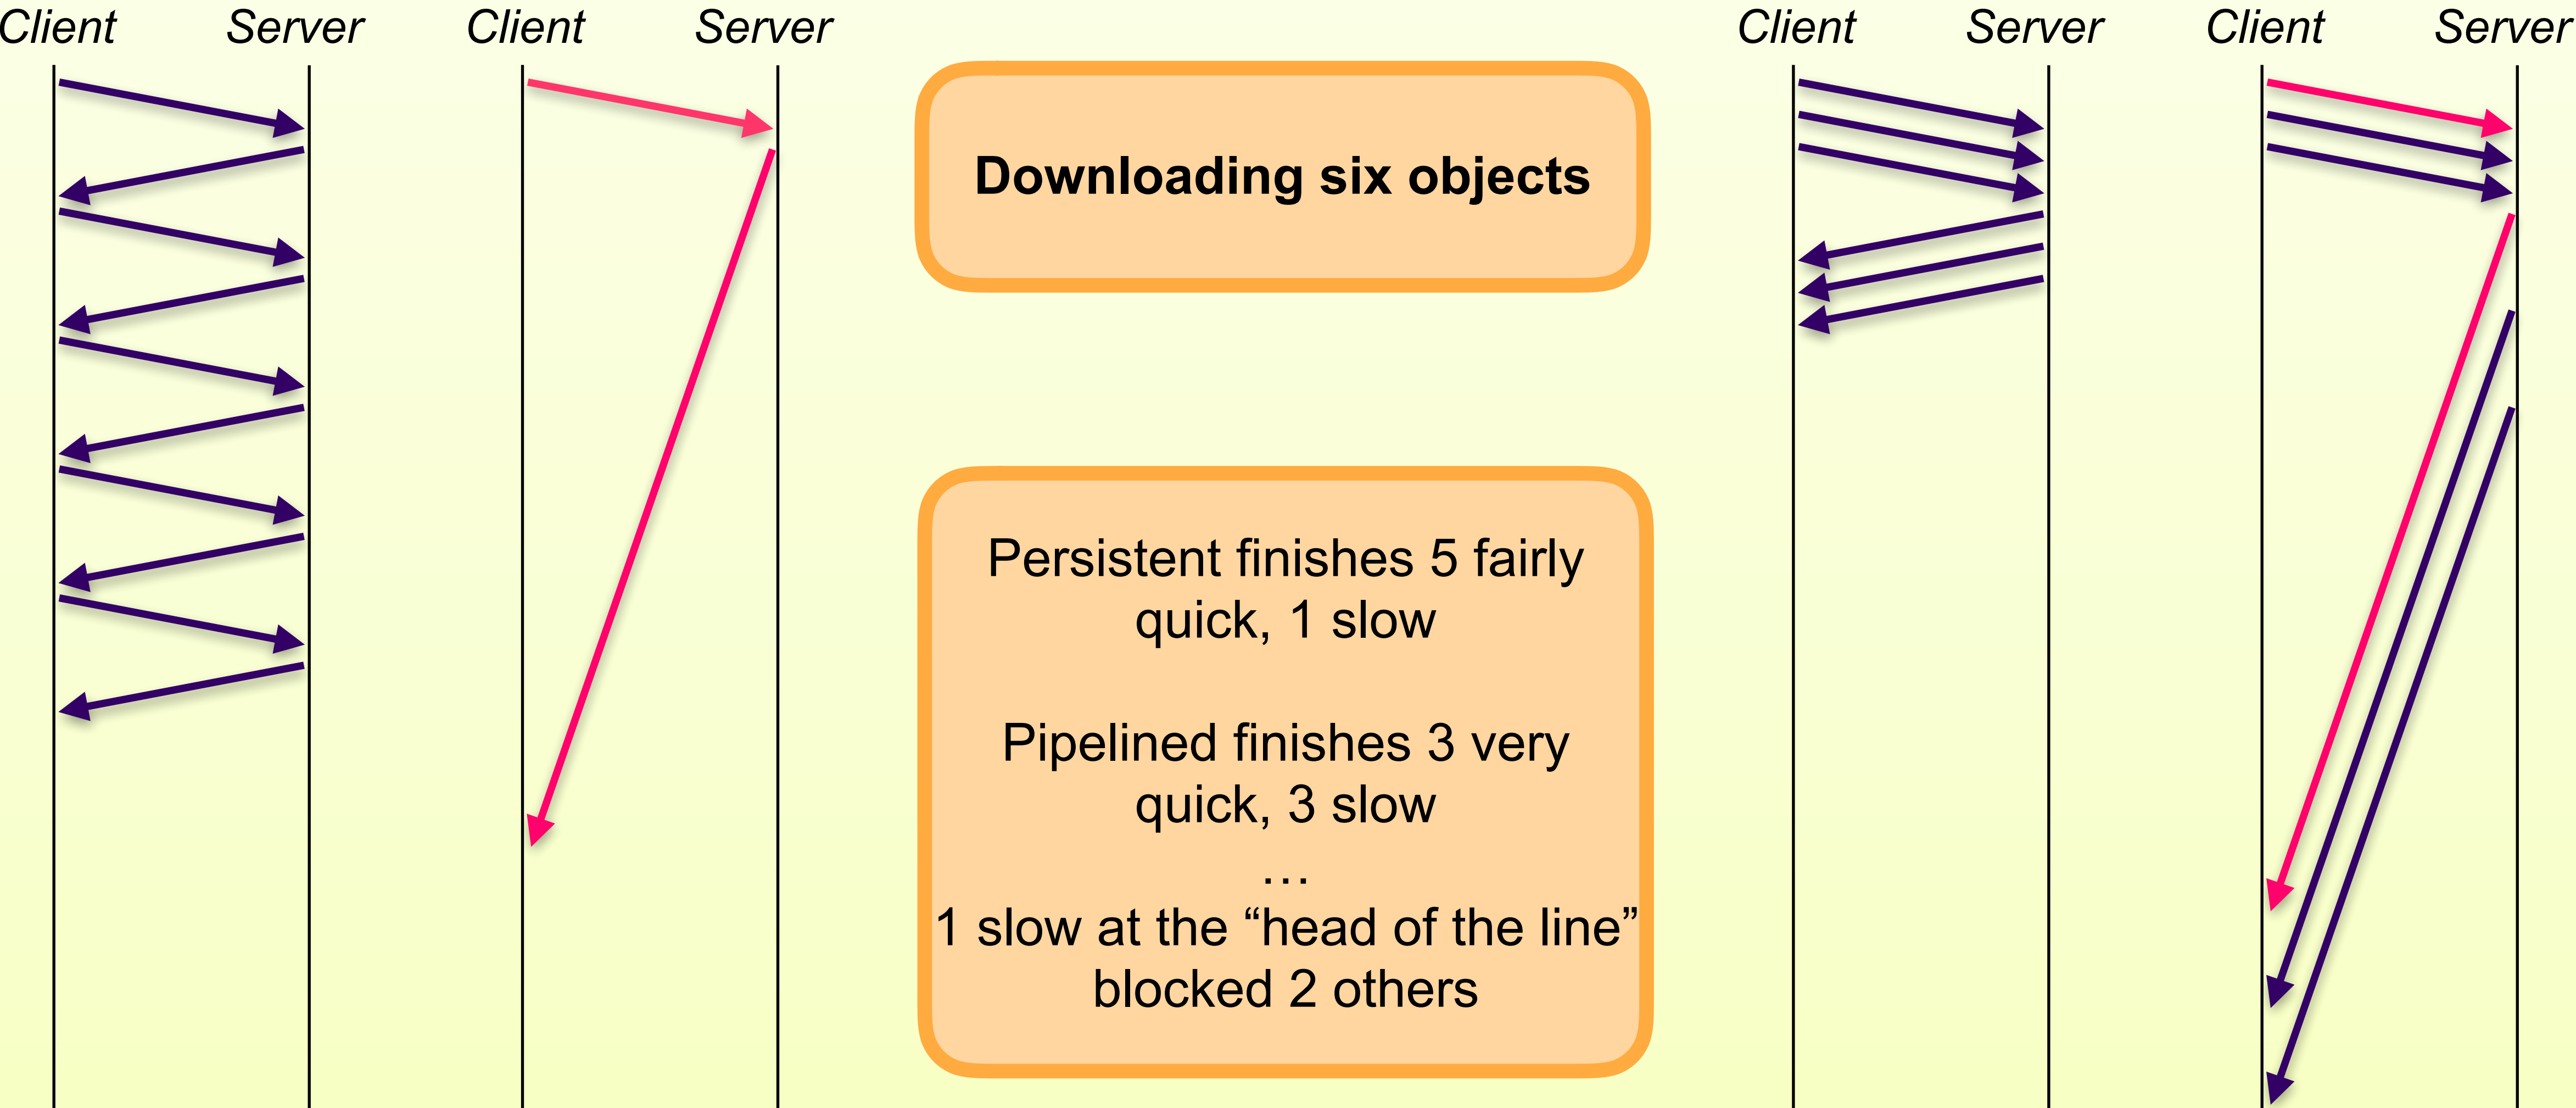 Client Server Client Server Client Server Client Server
Downloading six objects
Persistent finishes 5 fairly
quick, 1 slow
Pipelined finishes 3 very
quick, 3 slow
…
1 slow at the “head of the line”
blocked 2 others